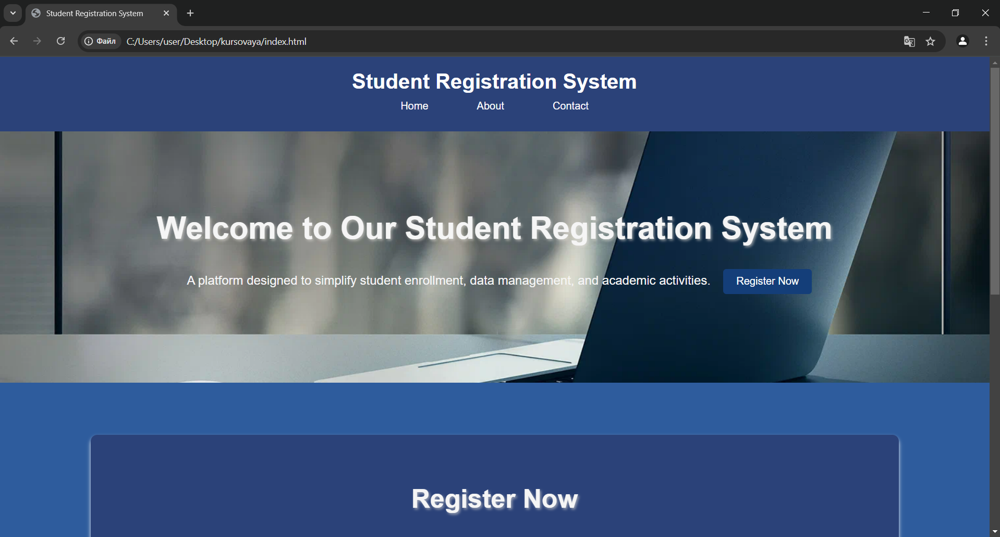 Student Registration System
Файл C:/Users/user/Desktop/kursovaya/index.html
Student Registration System
Home About Contact
Welcome to Our Student Registration System
A platform designed to simplify student enrollment, data management, and academic activities. Register Now
Register Now